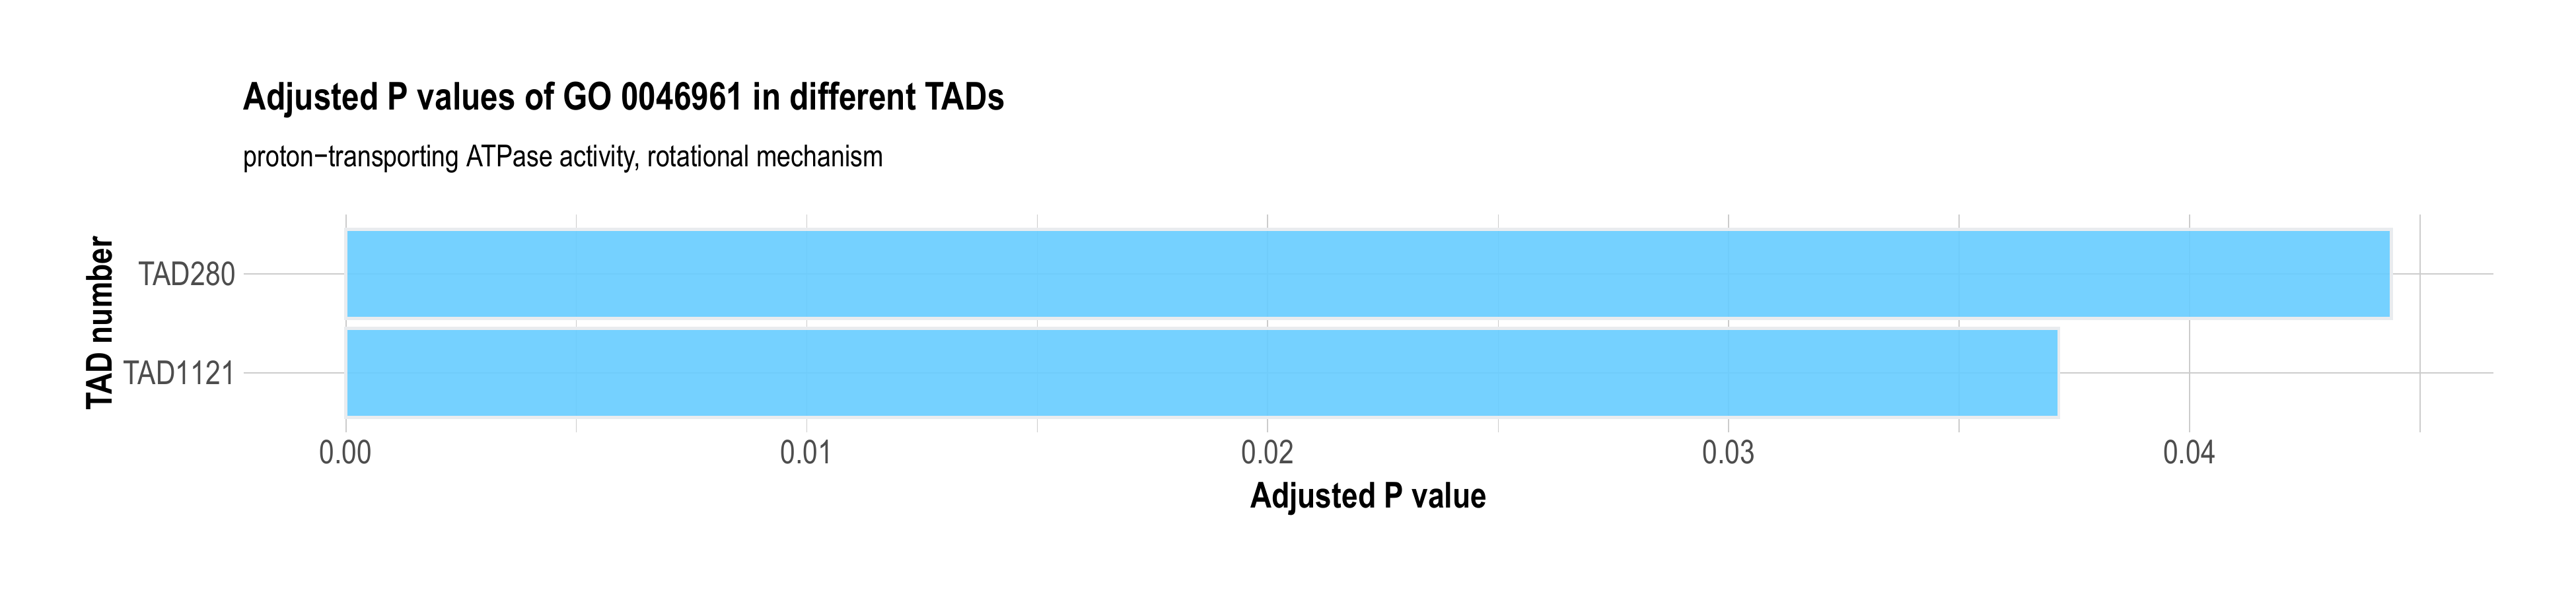 Adjusted P values of GO 0046961 in different TADs
proton−transporting ATPase activity, rotational mechanism
TAD number
TAD280
TAD1121
0.00 0.01 0.02 0.03 0.04
Adjusted P value